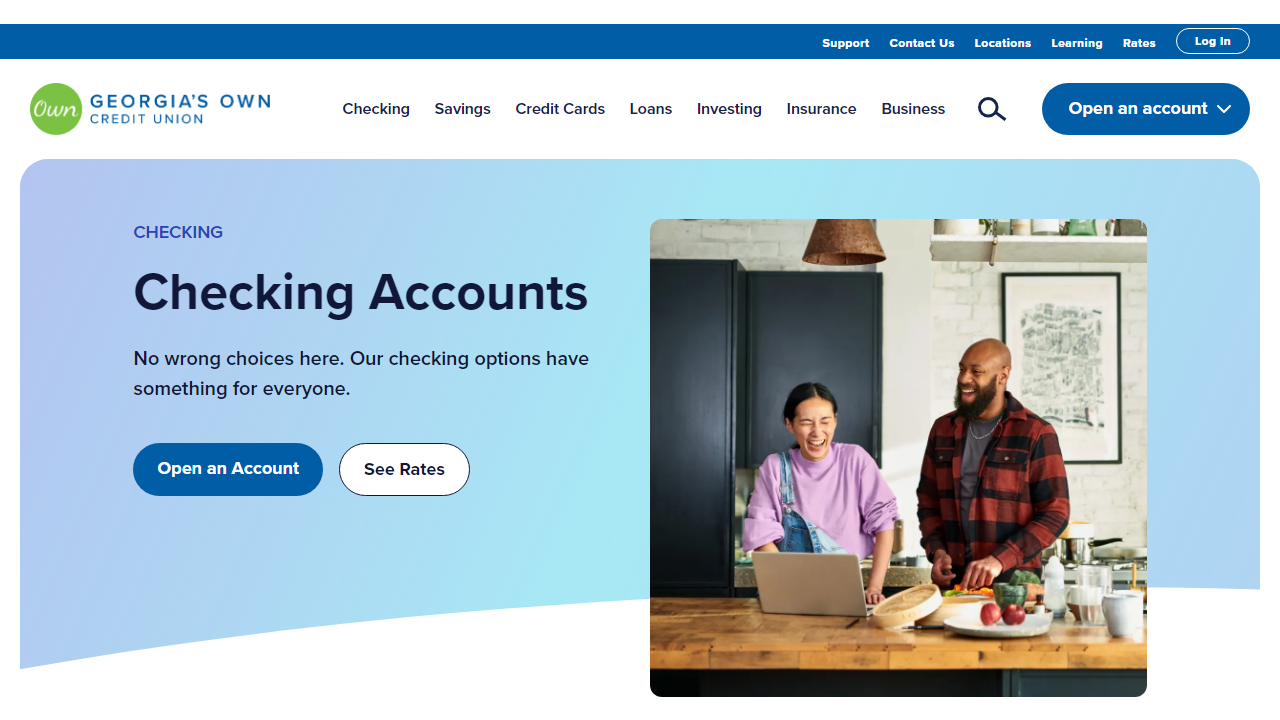 Support Contact Us Locations Learning Rates Log In
Own GEORGIA'S OWN
CREDIT UNION
Checking Savings Credit Cards Loans Investing Insurance Business Open an account
CHECKING
Checking Accounts
No wrong choices here. Our checking options have
something for everyone.
Open an Account See Rates